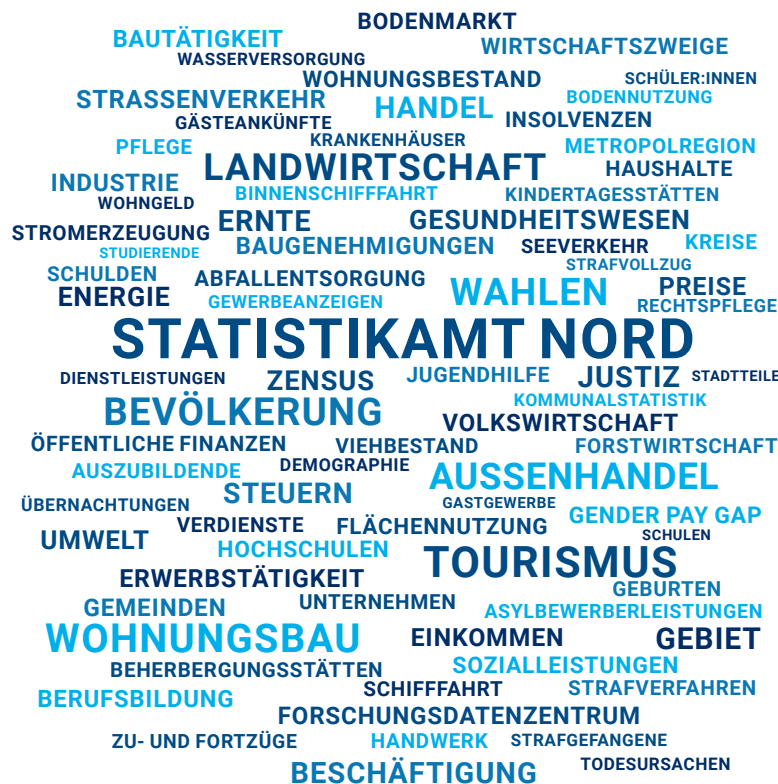 BODENMARKT
BAUTÄTIGKEIT
WIRTSCHAFTSZWEIGE
WASSERVERSORGUNG
WOHNUNGSBESTAND
SCHÜLER:INNEN
STRASSENVERKEHR
HANDEL
BODENNUTZUNG
GÄSTEANKÜNFTE
INSOLVENZEN
PFLEGE
KRANKENHÄUSER
METROPOLREGION
LANDWIRTSCHAFT
HAUSHALTE
INDUSTRIE
BINNENSCHIFFFAHRT
KINDERTAGESSTÄTTEN
WOHNGELD
STROMERZEUGUNG
ERNTE
GESUNDHEITSWESEN
STUDIERENDE
BAUGENEHMIGUNGEN
SEEVERKEHR
KREISE
SCHULDEN
ABFALLENTSORGUNG
STRAFVOLLZUG
ENERGIE
GEWERBEANZEIGEN
WAHLEN
PREISE
RECHTSPFLEGE
STATISTIKAMT NORD
DIENSTLEISTUNGEN
ZENSUS
JUGENDHILFE
JUSTIZ
STADTTEILE
BEVÖLKERUNG
KOMMUNALSTATISTIK
VOLKSWIRTSCHAFT
ÖFFENTLICHE FINANZEN
VIEHBESTAND
FORSTWIRTSCHAFT
AUSZUBILDENDE
DEMOGRAPHIE
AUSSENHANDEL
ÜBERNACHTUNGEN
STEUERN
GASTGEWERBE
VERDIENSTE
FLÄCHENNUTZUNG
GENDER PAY GAP
UMWELT
HOCHSCHULEN
SCHULEN
TOURISMUS
ERWERBSTÄTIGKEIT
GEBURTEN
GEMEINDEN
UNTERNEHMEN
ASYLBEWERBERLEISTUNGEN
WOHNUNGSBAU
EINKOMMEN
GEBIET
BEHERBERGUNGSSTÄTTEN
SOZIALLEISTUNGEN
BERUFSBILDUNG
SCHIFFFAHRT
STRAFVERFAHREN
FORSCHUNGSDATENZENTRUM
ZU- UND FORTZÜGE
HANDWERK
STRAFGEFANGENE
BESCHÄFTIGUNG
TODESURSACHEN